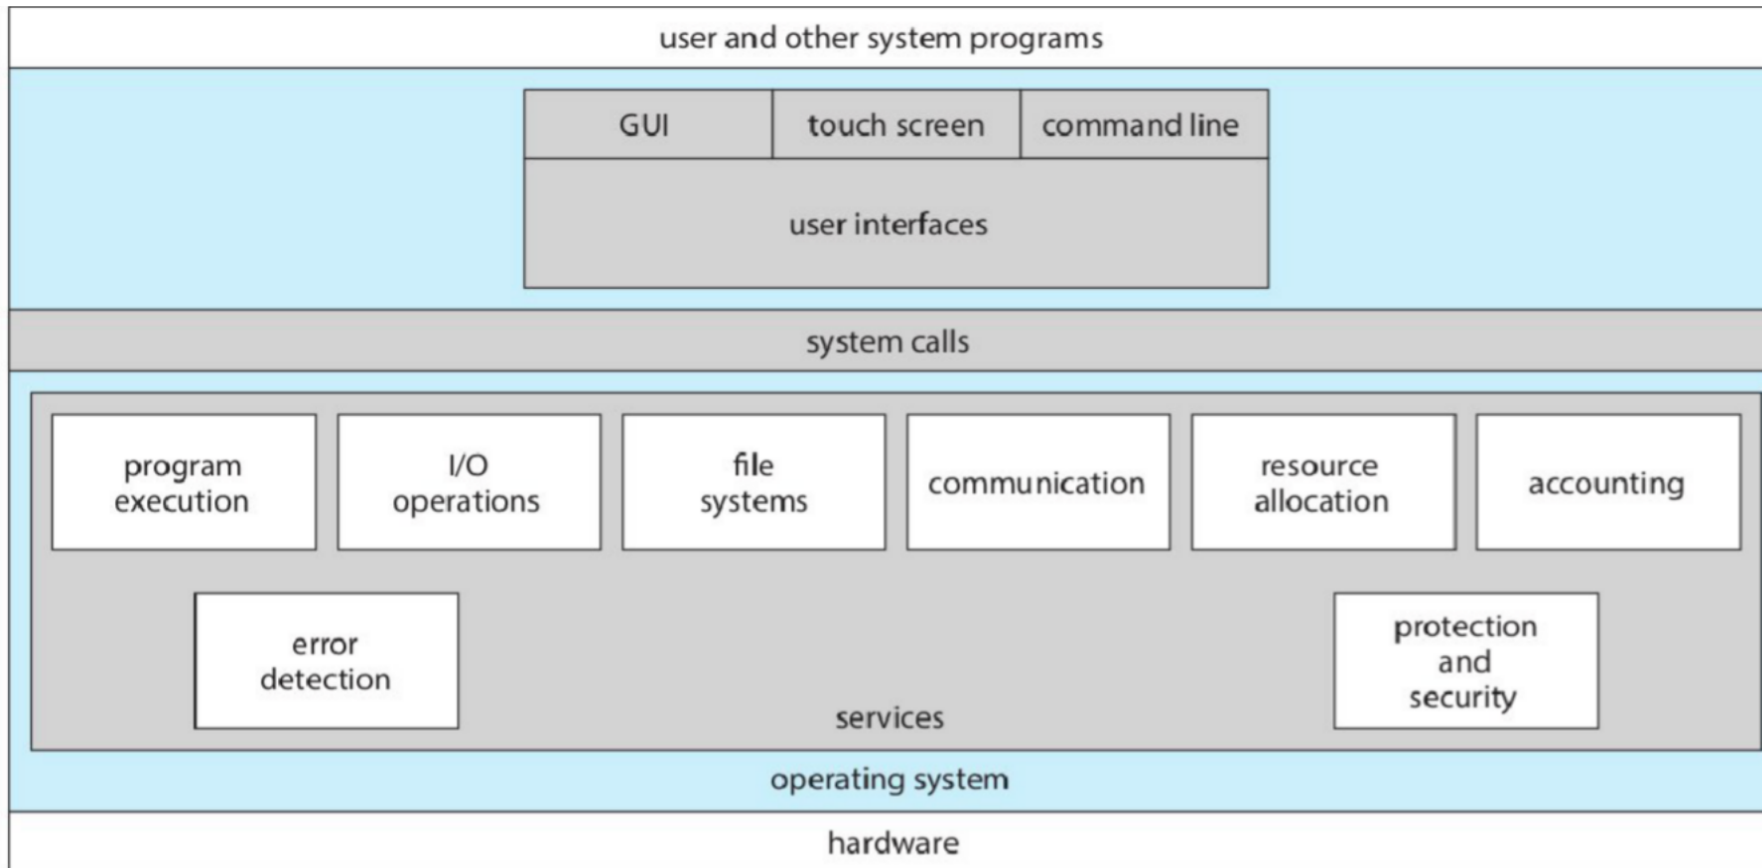 user and other system programs
GUI
touch screen
command line
user interfaces
system calls
program
execution
I/O
operations
file
systems
communication
resource
allocation
accounting
error
detection
protection
and
security
services
operating system
hardware